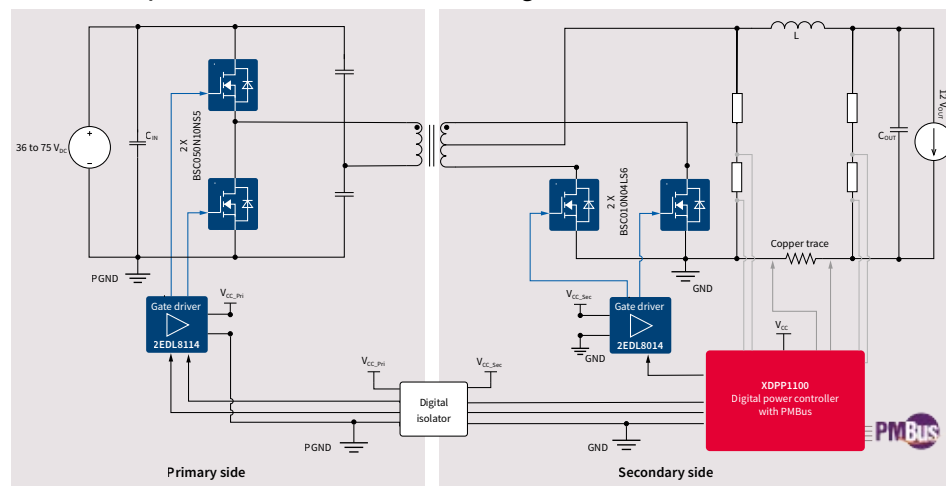 36 to 75 V_DC
+
–
C_IN
2 X
BSC050N10NS5
PGND
Gate driver
2EDL8114
V_CC_Pri
V_CC_Pri
PGND
Digital
isolator
V_CC_Sec
Primary side
L
C_OUT
12 V_OUT
2 X
BSC010N04LS6
Copper trace
GND
V_CC_Sec
GND
Gate driver
2EDL8014
V_CC
XDPP1100
Digital power controller
with PMBus
PMBus
GND
Secondary side